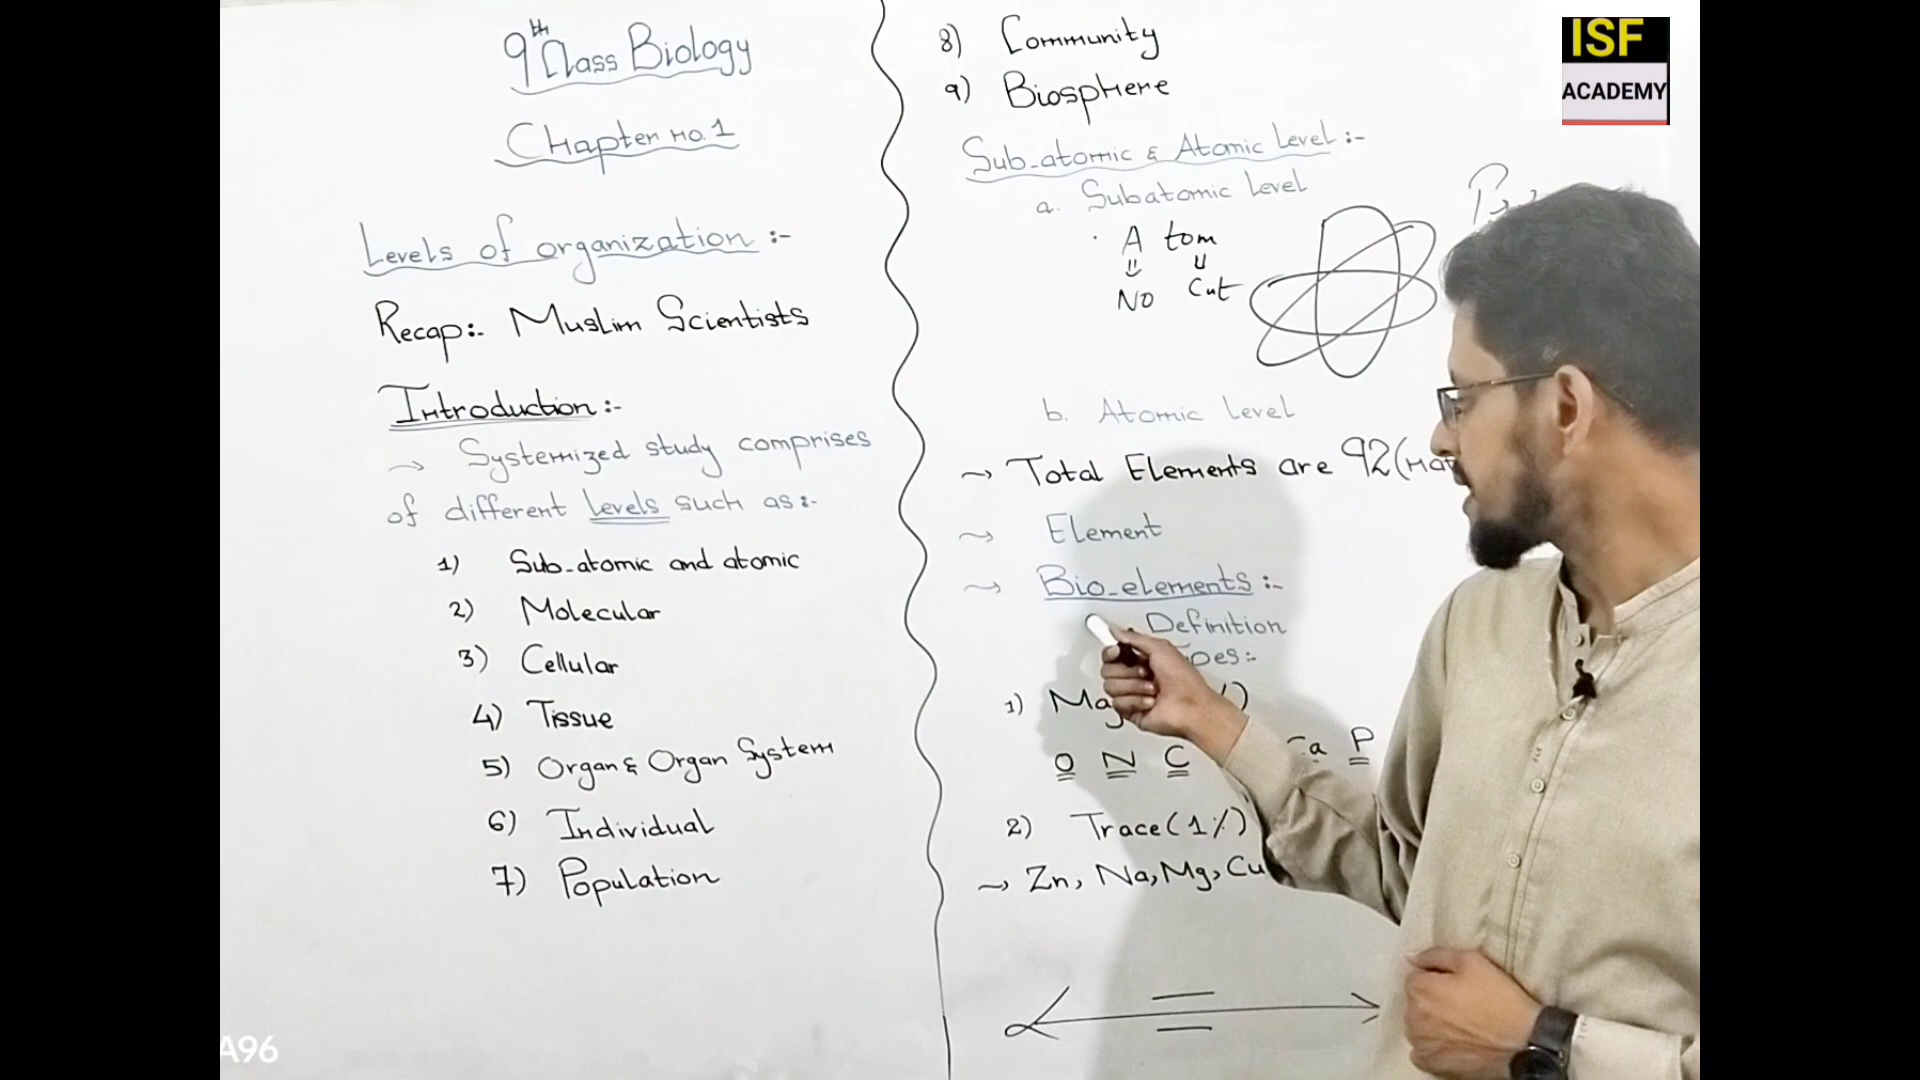 9th Class Biology
Chapter no. 1
Levels of organization :-
Recap:- Muslim Scientists
Introduction :-
→ Systemized study comprises
of different levels such as:-
1) Sub-atomic and atomic
2) Molecular
3) Cellular
4) Tissue
5) Organ & Organ System
6) Individual
7) Population
8) Community
9) Biosphere
Sub-atomic & Atomic Level :-
a. Subatomic Level
A tom
NO Cut
b. Atomic Level
→ Total Elements are 92
→ Element
→ Bio-elements :-
Definition
1)
O N C Ca P
2) Trace (1%)
→ Zn, Na, Mg, Cu
ISF
ACADEMY
A96